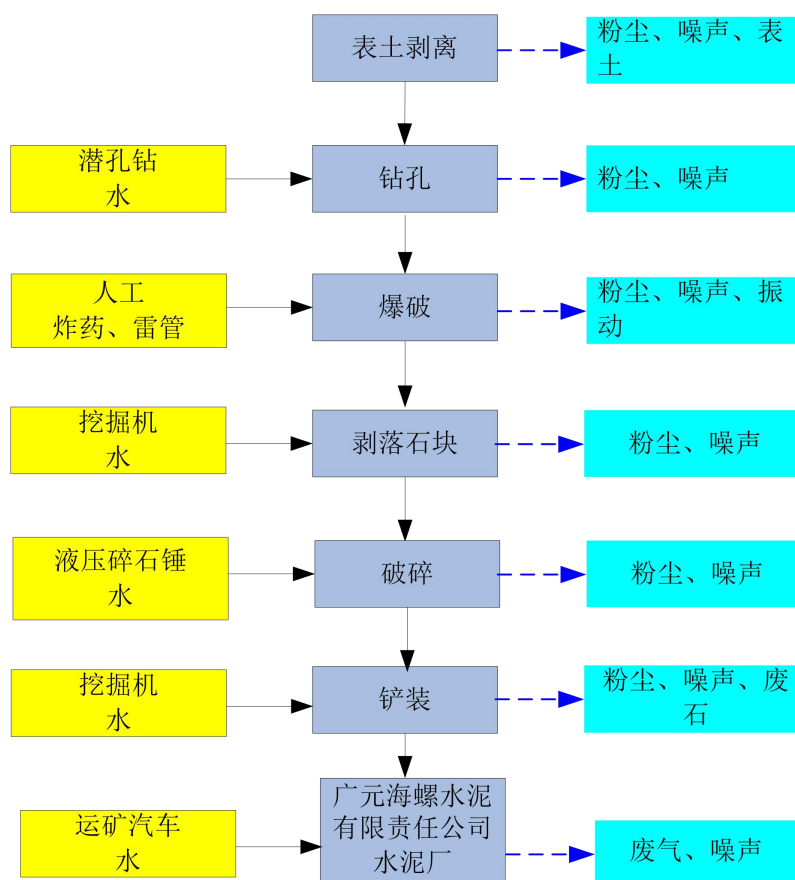 表土剥离
粉尘、噪声、表
土
潜孔钻
水
钻孔
粉尘、噪声
人工
炸药、雷管
爆破
粉尘、噪声、振
动
挖掘机
水
剥落石块
粉尘、噪声
液压碎石锤
水
破碎
粉尘、噪声
挖掘机
水
铲装
粉尘、噪声、废
石
运矿汽车
水
广元海螺水泥
有限责任公司
水泥厂
废气、噪声